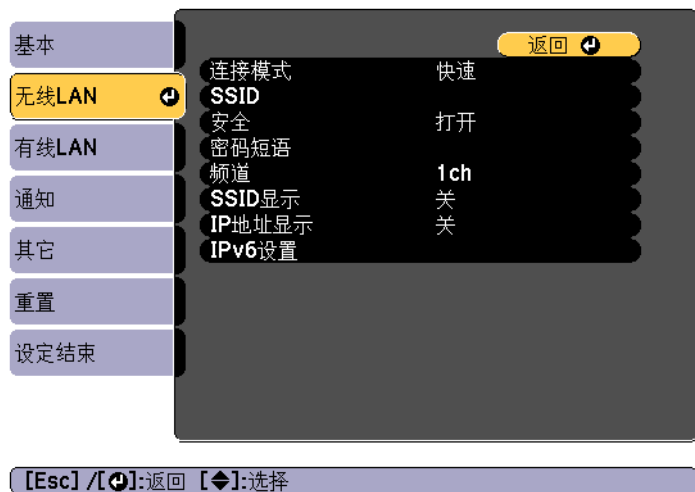 基本
无线LAN
有线LAN
通知
其它
重置
设定结束
返回
连接模式 快速
SSID
安全 打开
密码短语
频道 1ch
SSID显示 关
IP地址显示 关
IPv6设置
[Esc] /[⏎]:返回 [◆]:选择